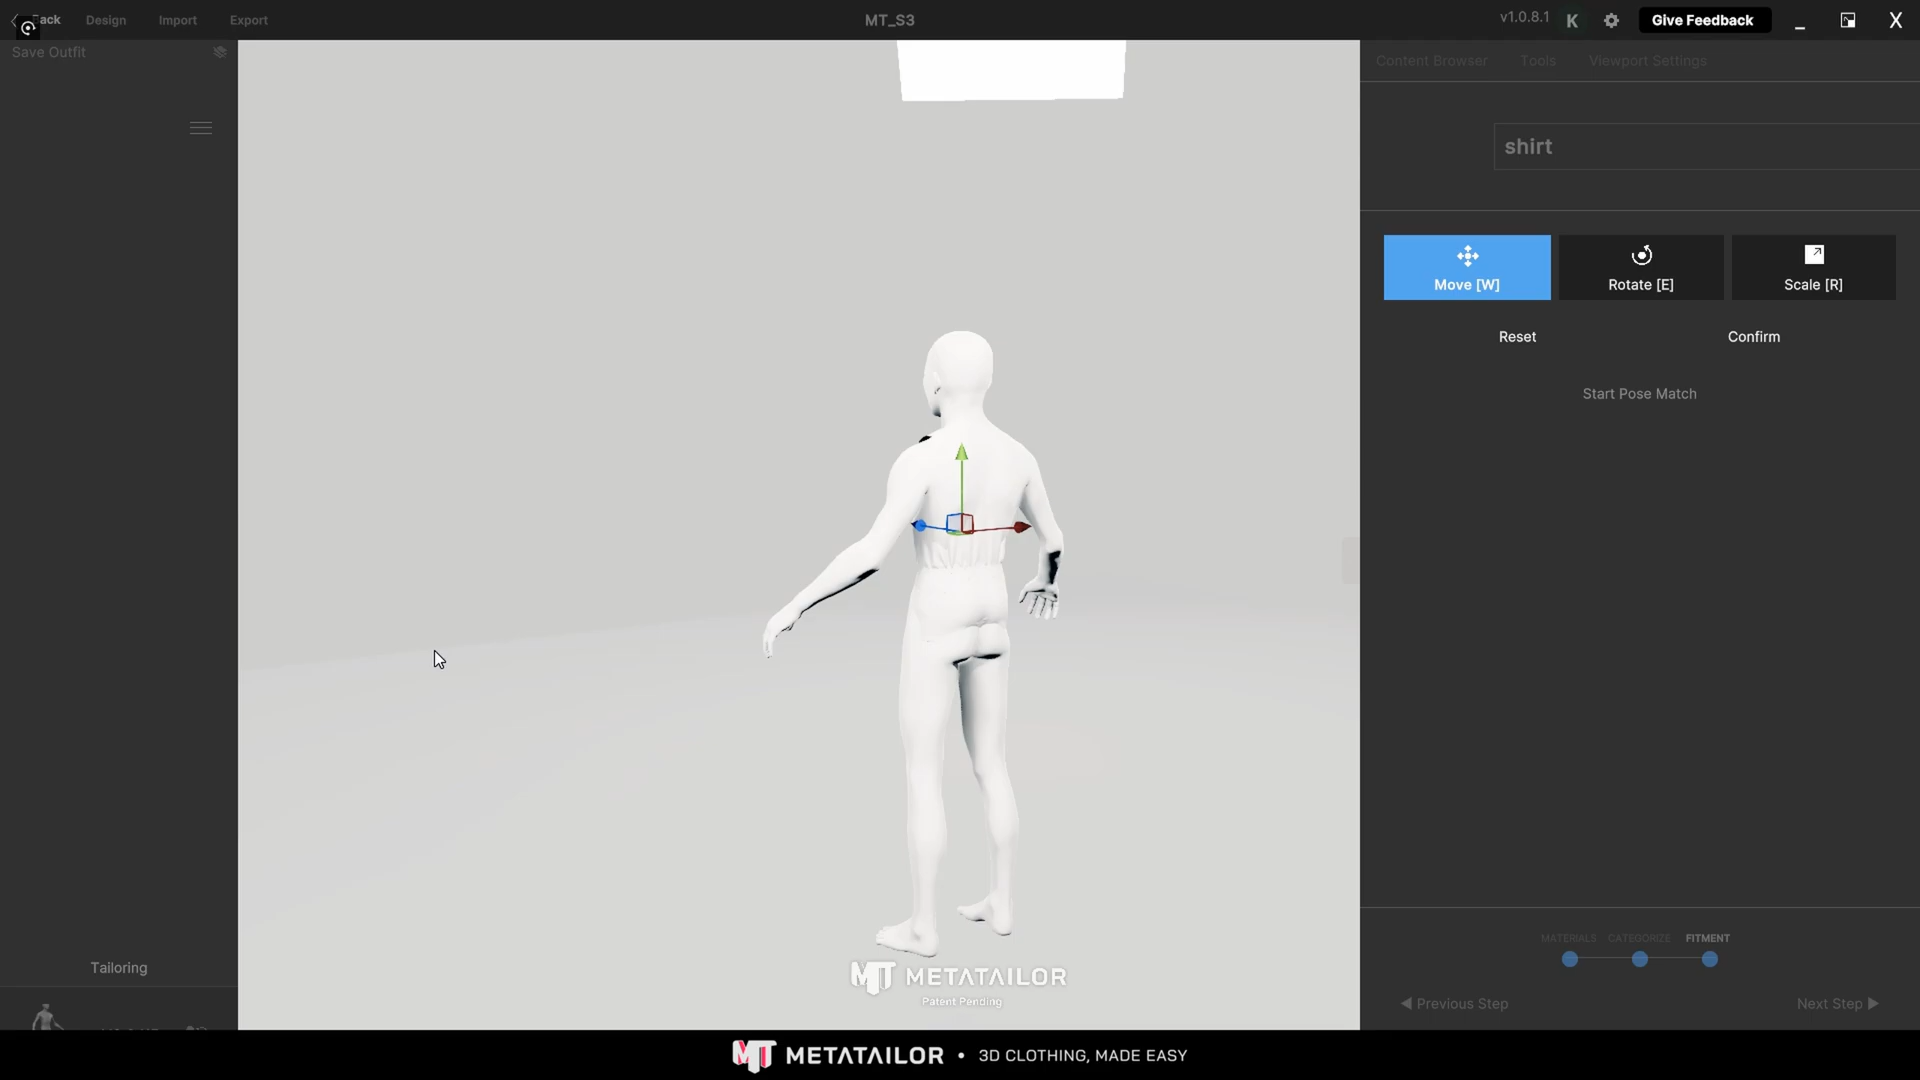 Back Design Import Export MT_S3 v1.0.8.1 K Give Feedback X
Save Outfit
Content Browser Tools Viewport Settings
shirt
Move [W] Rotate [E] Scale [R]
Reset Confirm
Start Pose Match
MATERIALS CATEGORIZE FITMENT
Tailoring
MT METATAILOR
Patent Pending
Previous Step Next Step
MT METATAILOR • 3D CLOTHING, MADE EASY